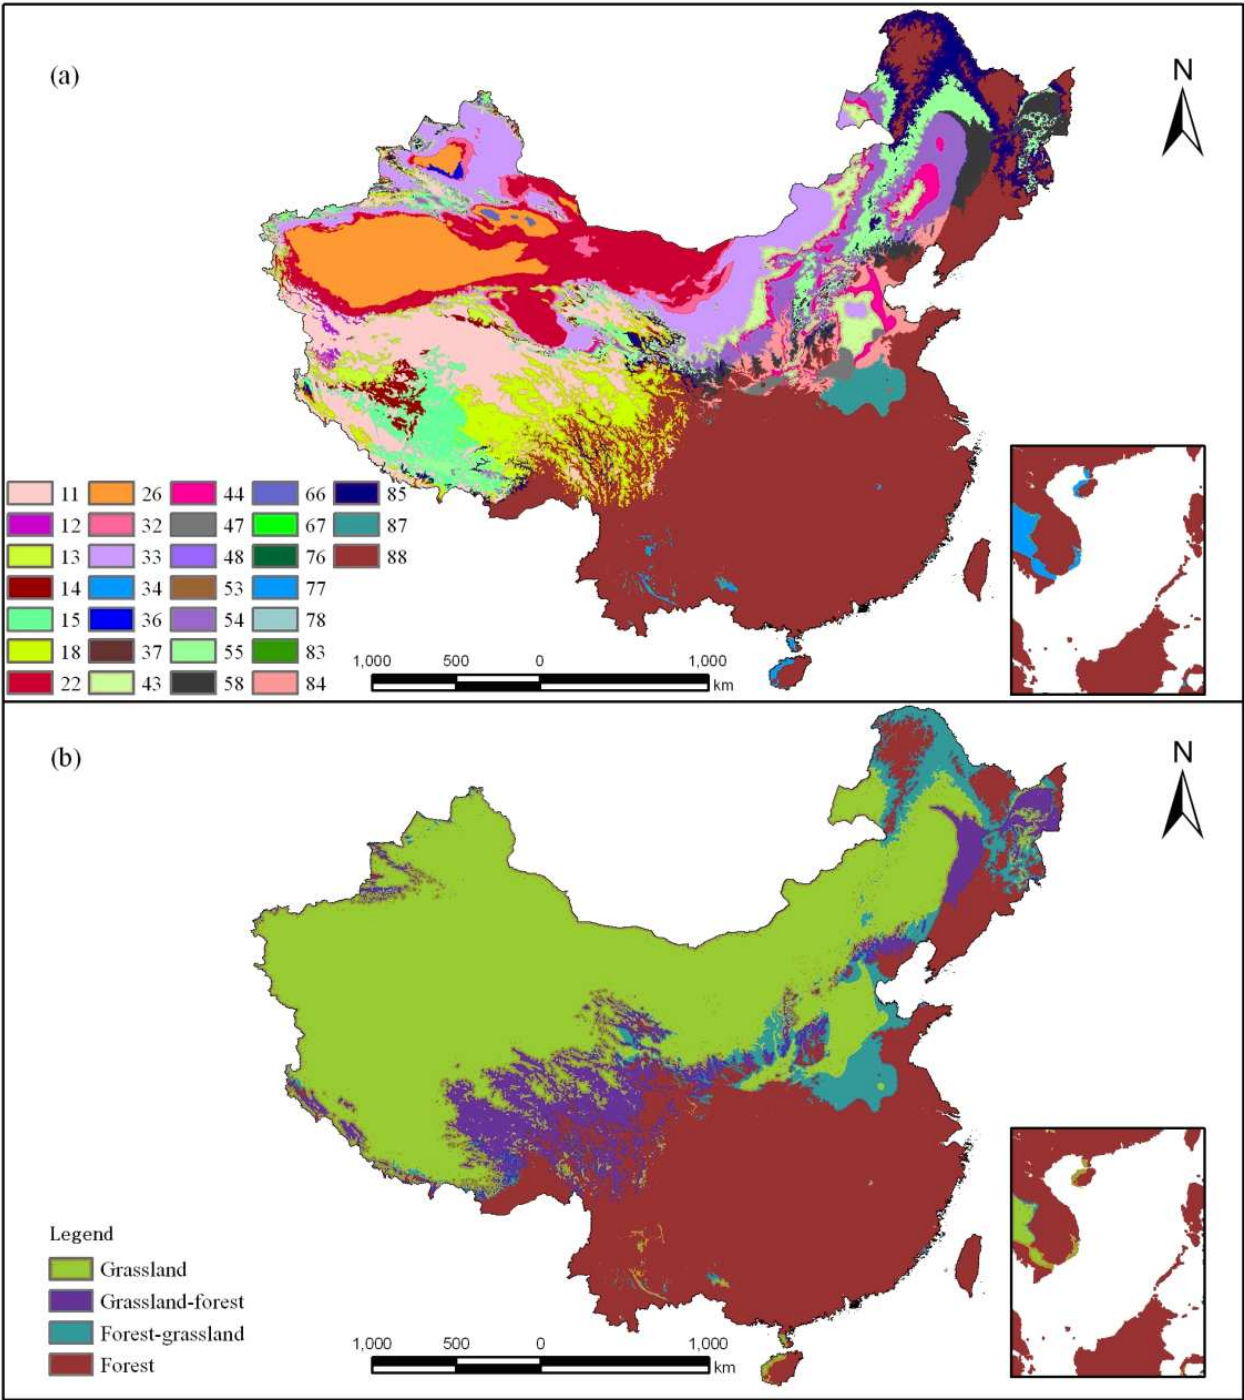 (a)
N
11 26 44 66 85
12 32 47 67 87
13 33 48 76 88
14 34 53 77
15 36 54 78
18 37 55 83
22 43 58 84
1,000 500 0 1,000
km
(b)
N
Legend
Grassland
Grassland-forest
Forest-grassland
Forest
1,000 500 0 1,000
km